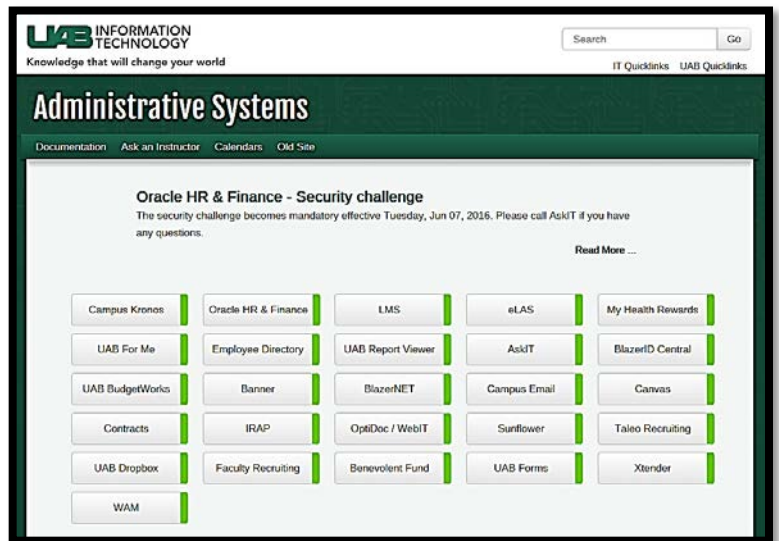 UAB INFORMATION
TECHNOLOGY
Knowledge that will change your world
Search Go
IT Quicklinks UAB Quicklinks
Administrative Systems
Documentation Ask an Instructor Calendars Old Site
Oracle HR & Finance - Security challenge
The security challenge becomes mandatory effective Tuesday, Jun 07, 2016. Please call AskIT if you have
any questions.
Read More ...
Campus Kronos Oracle HR & Finance LMS eLAS My Health Rewards
UAB For Me Employee Directory UAB Report Viewer AskIT BlazerID Central
UAB BudgetWorks Banner BlazerNET Campus Email Canvas
Contracts IRAP OptiDoc / WebIT Sunflower Taleo Recruiting
UAB Dropbox Faculty Recruiting Benevolent Fund UAB Forms Xtender
WAM